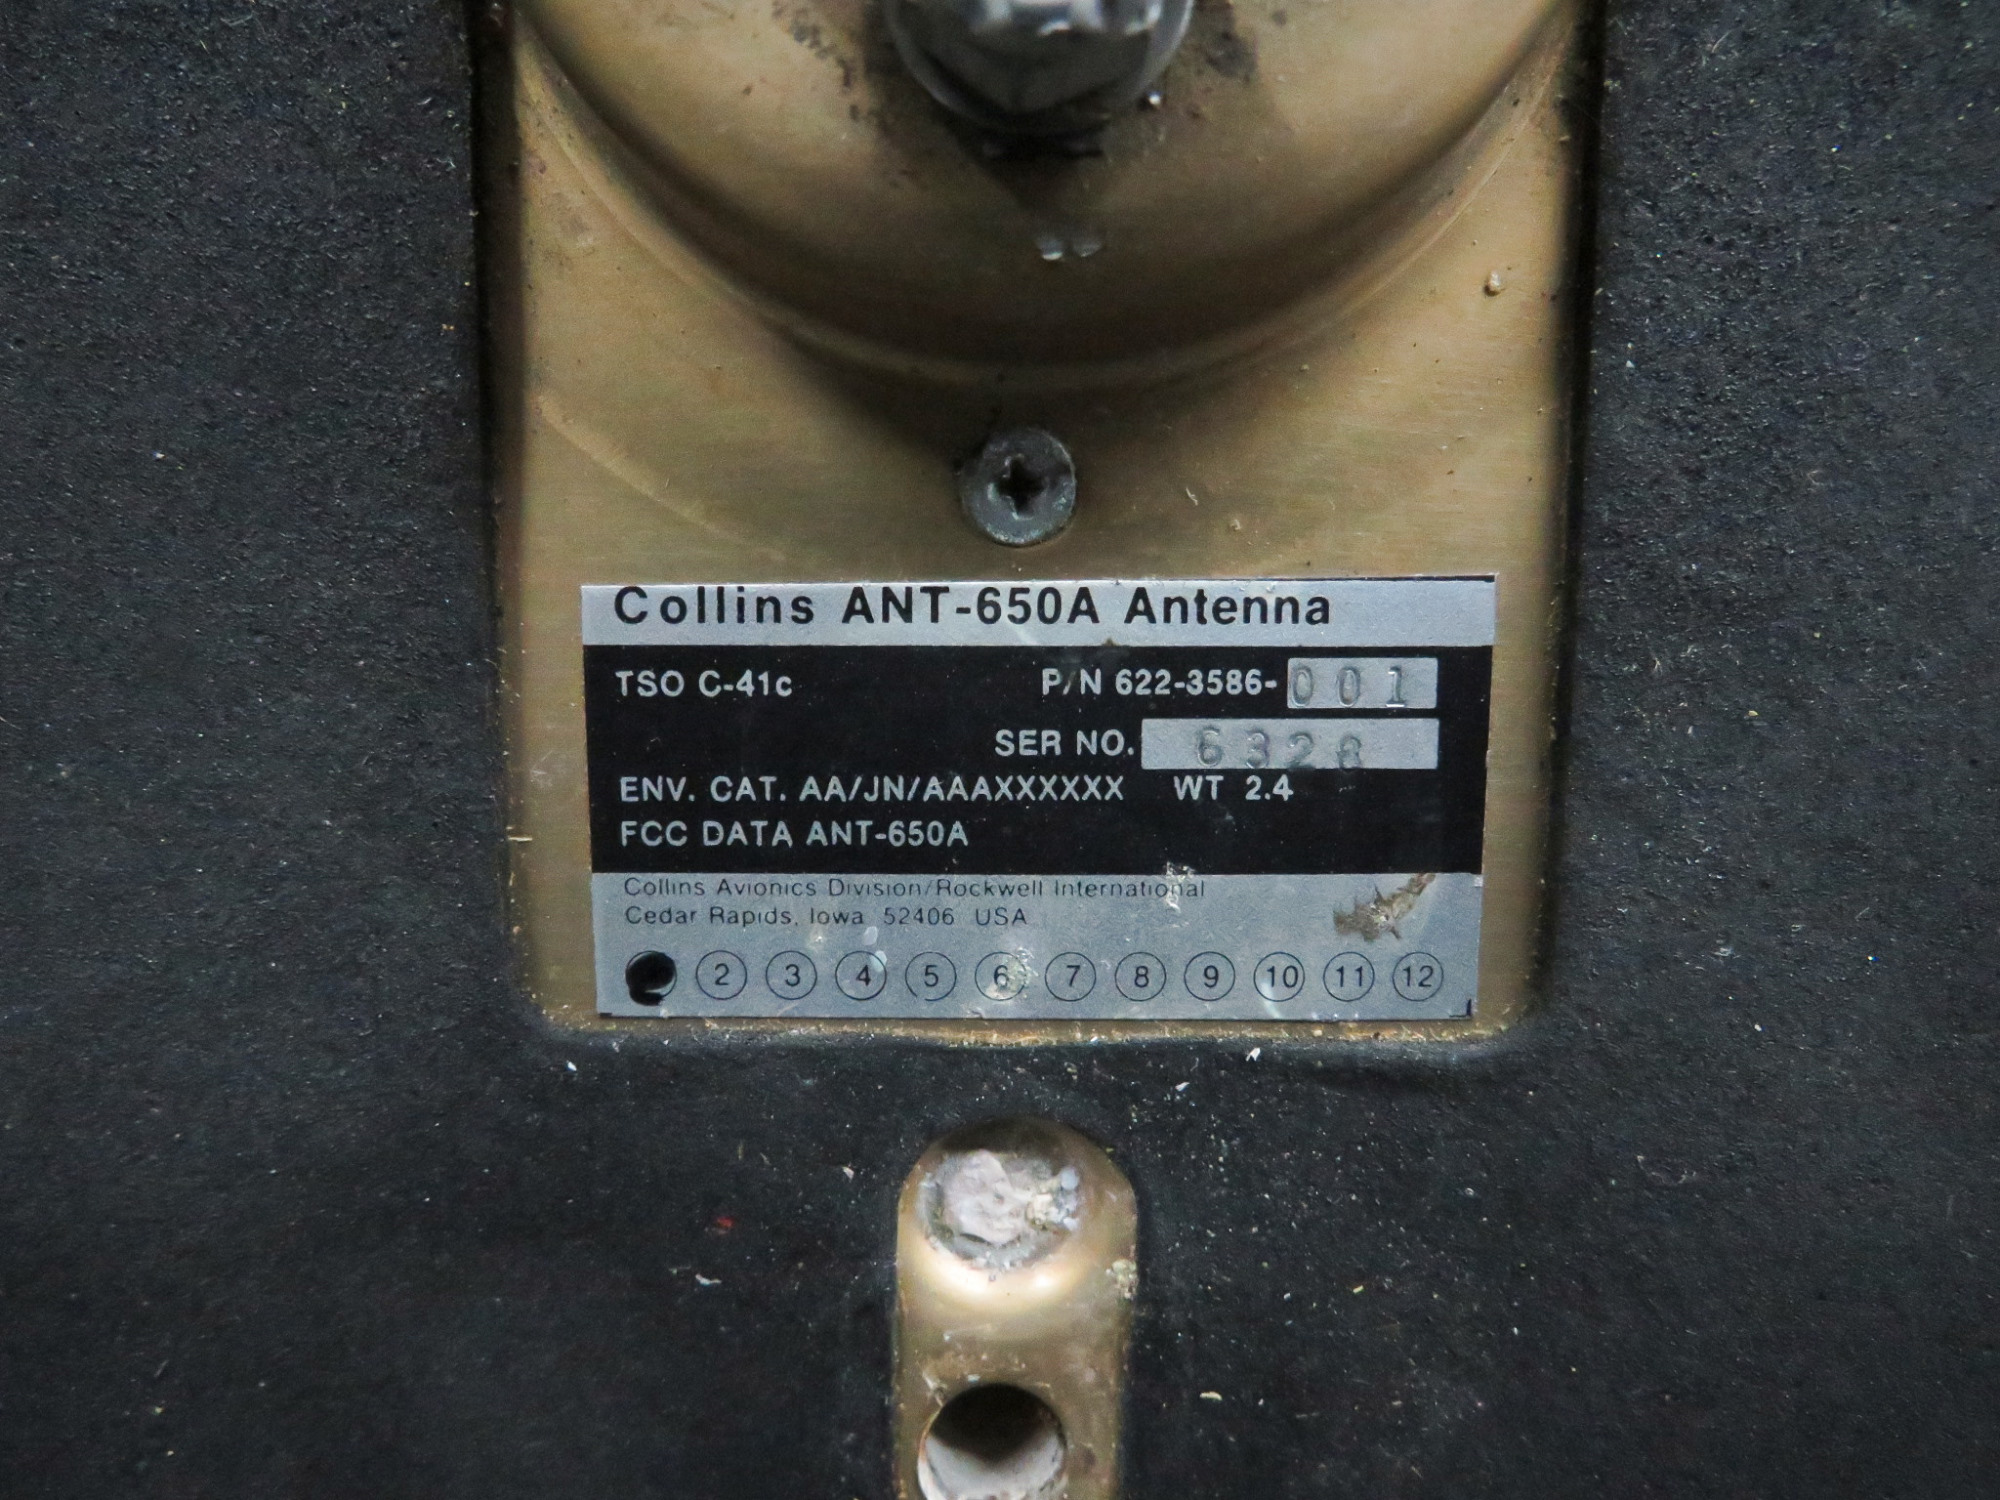 Collins ANT-650A Antenna
TSO C-41c P/N 622-3586-001
SER NO. 6328
ENV. CAT. AA/JN/AAAXXXXXX WT 2.4
FCC DATA ANT-650A
Collins Avionics Division/Rockwell International
Cedar Rapids, Iowa 52406 USA
2 3 4 5 6 7 8 9 10 11 12